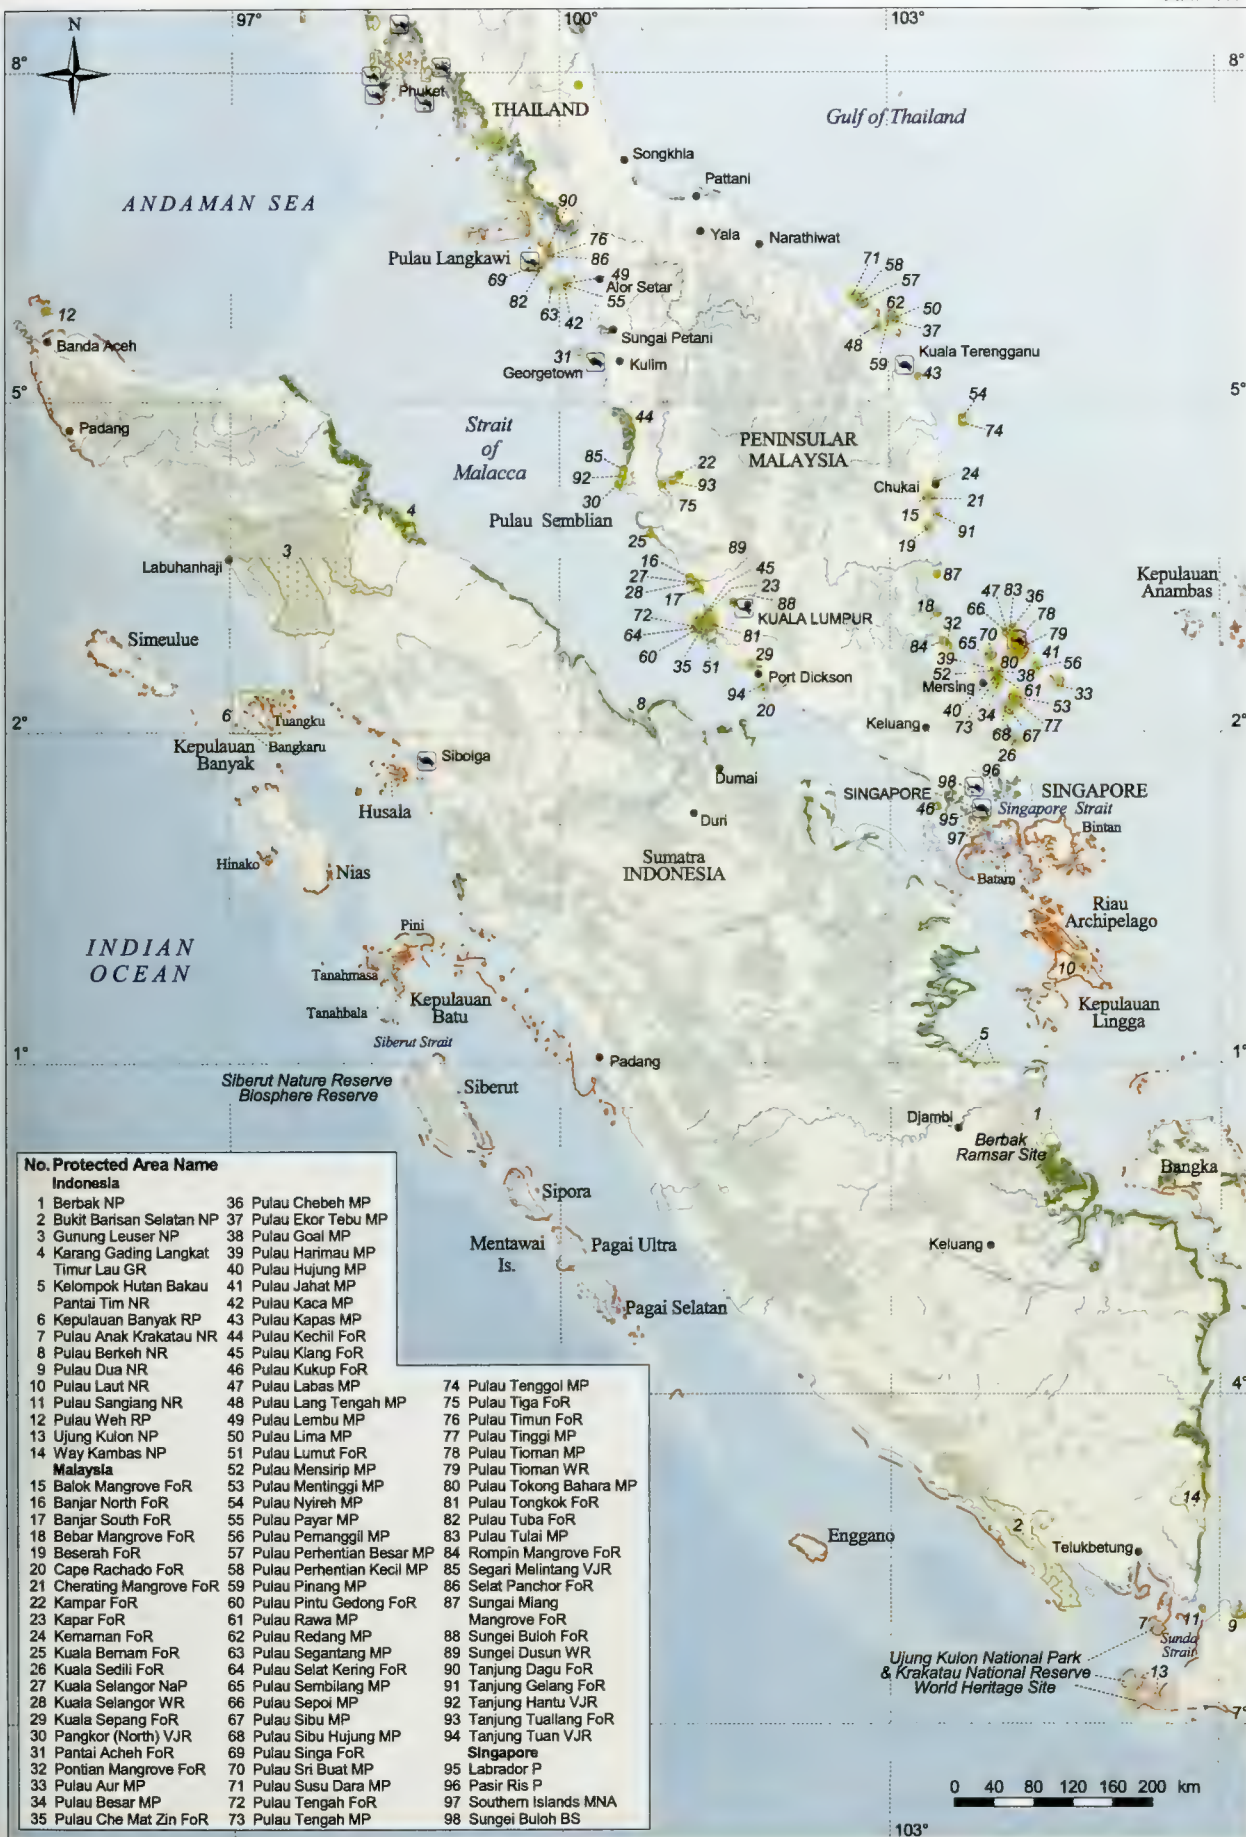 97°
100°
103°
N
8°
8°
Phuket
THAILAND
Gulf of Thailand
Songkhla
Pattani
ANDAMAN SEA
90
Yala
Narathiwat
76
Pulau Langkawi
86
71
58
69
49
57
Alor Setar
82
55
62
50
12
63
42
37
Sungai Petani
48
Banda Aceh
31
59
Kuala Terengganu
Georgetown
Kulim
43
5°
5°
54
44
Padang
Strait
of
Malacca
74
PENINSULAR
MALAYSIA
85
22
24
92
93
Chukai
30
75
21
Pulau Semblian
15
91
4
25
19
89
3
16
45
Labuhanhaji
27
23
87
Kepulauan
Anambas
28
17
88
47 83 36
KUALA LUMPUR
18
66
78
72
32
70
79
Simeulue
64
81
84
65
41
60
29
39
80
56
35
51
52
38
Port Dickson
Mersing
61
33
94
8
20
40
34
53
6
Tuangku
73
77
2°
2°
Keluang
68
67
Kepulauan
Banyak
Bangkaru
26
Sibolga
96
Dumai
98
SINGAPORE
SINGAPORE
Husala
46
Singapore Strait
Duri
95
Bintan
97
Hinako
Sumatra
INDONESIA
Nias
Batam
Riau
Archipelago
Pini
INDIAN
OCEAN
10
Tanahmasa
Kepulauan
Batu
Kepulauan
Lingga
Tanahbala
Siberut Strait
5
1°
1°
Padang
Siberut Nature Reserve
Biosphere Reserve
Siberut
1
Djambi
Berbak
Ramsar Site
Bangka
Sipora
Mentawai
Is.
Pagai Ultra
Keluang
Pagai Selatan
4°
14
2
Enggano
Telukbetung
7
11
9
Sunda
Strait
Ujung Kulon National Park
& Krakatau National Reserve
World Heritage Site
13
7°
0 40 80 120 160 200 km
103°
No. Protected Area Name
Indonesia
1 Berbak NP
2 Bukit Barisan Selatan NP
3 Gunung Leuser NP
4 Karang Gading Langkat
Timur Lau GR
5 Kelompok Hutan Bakau
Pantai Tim NR
6 Kepulauan Banyak RP
7 Pulau Anak Krakatau NR
8 Pulau Berkeh NR
9 Pulau Dua NR
10 Pulau Laut NR
11 Pulau Sangiang NR
12 Pulau Weh RP
13 Ujung Kulon NP
14 Way Kambas NP
Malaysia
15 Balok Mangrove FoR
16 Banjar North FoR
17 Banjar South FoR
18 Bebar Mangrove FoR
19 Beserah FoR
20 Cape Rachado FoR
21 Cherating Mangrove FoR
22 Kampar FoR
23 Kapar FoR
24 Kemaman FoR
25 Kuala Bernam FoR
26 Kuala Sedili FoR
27 Kuala Selangor NaP
28 Kuala Selangor WR
29 Kuala Sepang FoR
30 Pangkor (North) VJR
31 Pantai Acheh FoR
32 Pontian Mangrove FoR
33 Pulau Aur MP
34 Pulau Besar MP
35 Pulau Che Mat Zin FoR
36 Pulau Chebeh MP
37 Pulau Ekor Tebu MP
38 Pulau Goal MP
39 Pulau Harimau MP
40 Pulau Hujung MP
41 Pulau Jahat MP
42 Pulau Kaca MP
43 Pulau Kapas MP
44 Pulau Kechil FoR
45 Pulau Klang FoR
46 Pulau Kukup FoR
47 Pulau Labas MP
48 Pulau Lang Tengah MP
49 Pulau Lembu MP
50 Pulau Lima MP
51 Pulau Lumut FoR
52 Pulau Mensirip MP
53 Pulau Mentinggi MP
54 Pulau Nyireh MP
55 Pulau Payar MP
56 Pulau Pemanggil MP
57 Pulau Perhentian Besar MP
58 Pulau Perhentian Kecil MP
59 Pulau Pinang MP
60 Pulau Pintu Gedong FoR
61 Pulau Rawa MP
62 Pulau Redang MP
63 Pulau Segantang MP
64 Pulau Selat Kering FoR
65 Pulau Sembilang MP
66 Pulau Sepoi MP
67 Pulau Sibu MP
68 Pulau Sibu Hujung MP
69 Pulau Singa FoR
70 Pulau Sri Buat MP
71 Pulau Susu Dara MP
72 Pulau Tengah FoR
73 Pulau Tengah MP
74 Pulau Tenggol MP
75 Pulau Tiga FoR
76 Pulau Timun FoR
77 Pulau Tinggi MP
78 Pulau Tioman MP
79 Pulau Tioman WR
80 Pulau Tokong Bahara MP
81 Pulau Tongkok FoR
82 Pulau Tuba FoR
83 Pulau Tulai MP
84 Rompin Mangrove FoR
85 Segari Melintang VJR
86 Selat Panchor FoR
87 Sungai Miang
Mangrove FoR
88 Sungei Buloh FoR
89 Sungei Dusun WR
90 Tanjung Dagu FoR
91 Tanjung Gelang FoR
92 Tanjung Hantu VJR
93 Tanjung Tuallang FoR
94 Tanjung Tuan VJR
Singapore
95 Labrador P
96 Pasir Ris P
97 Southern Islands MNA
98 Sungei Buloh BS